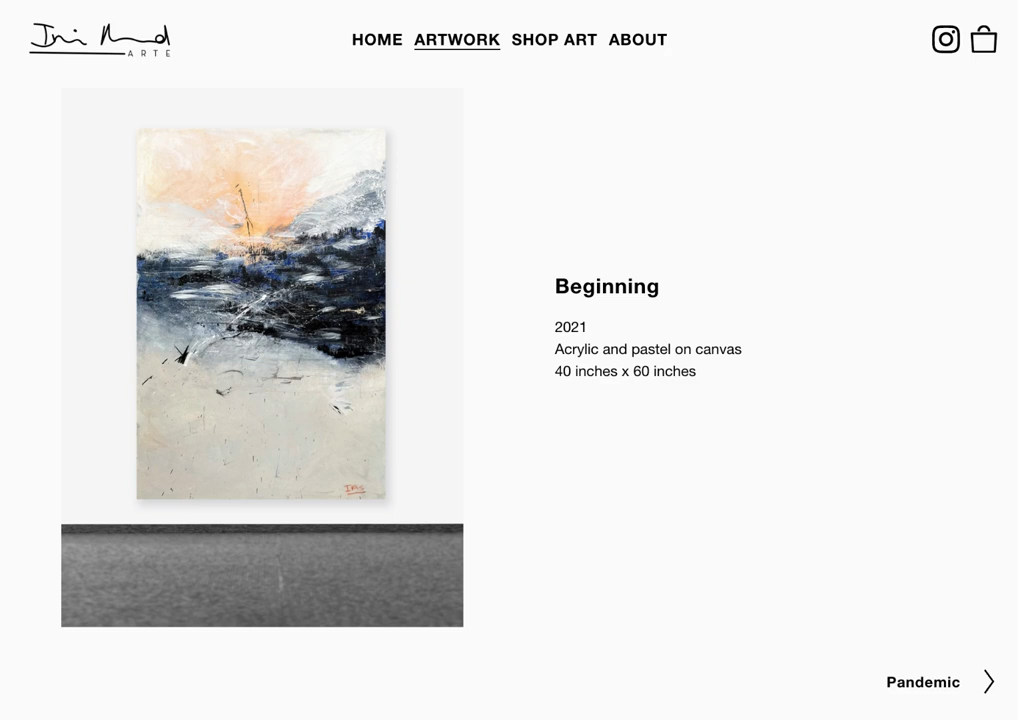 ARTE
HOME ARTWORK SHOP ART ABOUT
Beginning
2021
Acrylic and pastel on canvas
40 inches x 60 inches
Pandemic